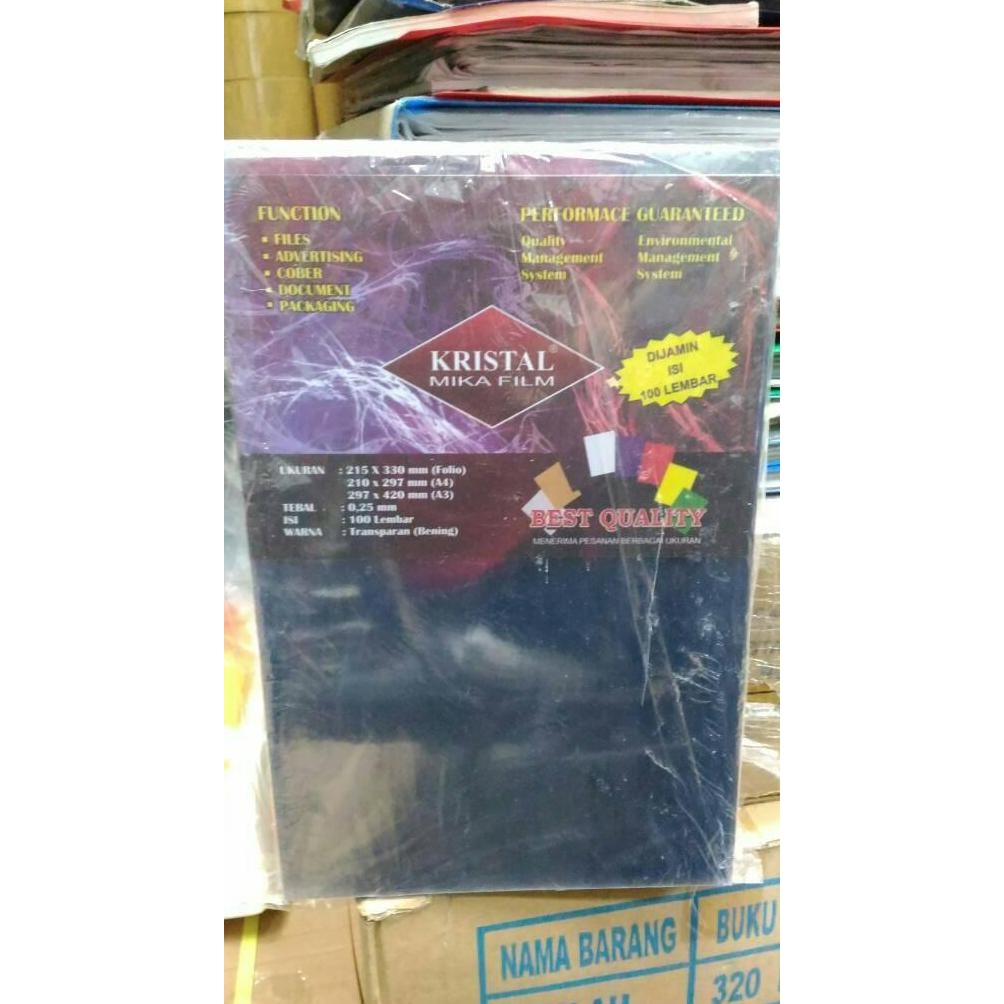 FUNCTION
▪ FILES
▪ ADVERTISING
▪ COBER
▪ DOCUMENT
▪ PACKAGING
PERFORMACE GUARANTEED
Quality
Management
System
Environmental
Management
System
KRISTAL®
MIKA FILM
DIJAMIN
ISI
100 LEMBAR
UKURAN : 215 X 330 mm (Folio)
210 x 297 mm (A4)
297 x 420 mm (A3)
TEBAL : 0,25 mm
ISI : 100 Lembar
WARNA : Transparan (Bening)
BEST QUALITY
MENERIMA PESANAN BERBAGAI UKURAN
NAMA BARANG BUKU
320